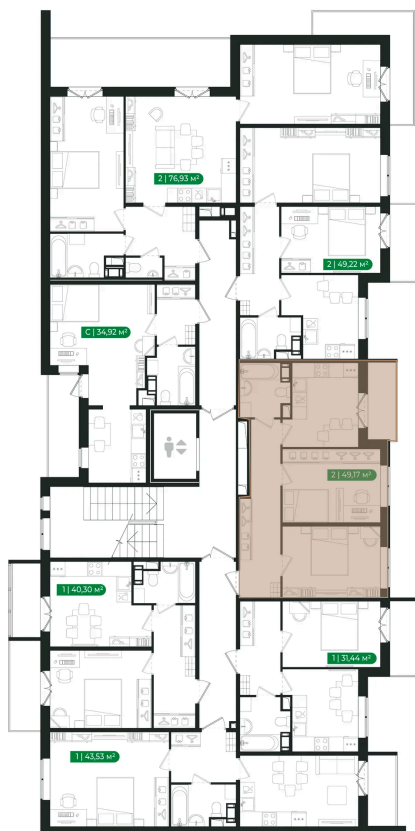 2 | 76,93 м²
2 | 49,22 м²
С | 34,92 м²
2 | 49,17 м²
1 | 40,30 м²
1 | 31,44 м²
1 | 43,53 м²